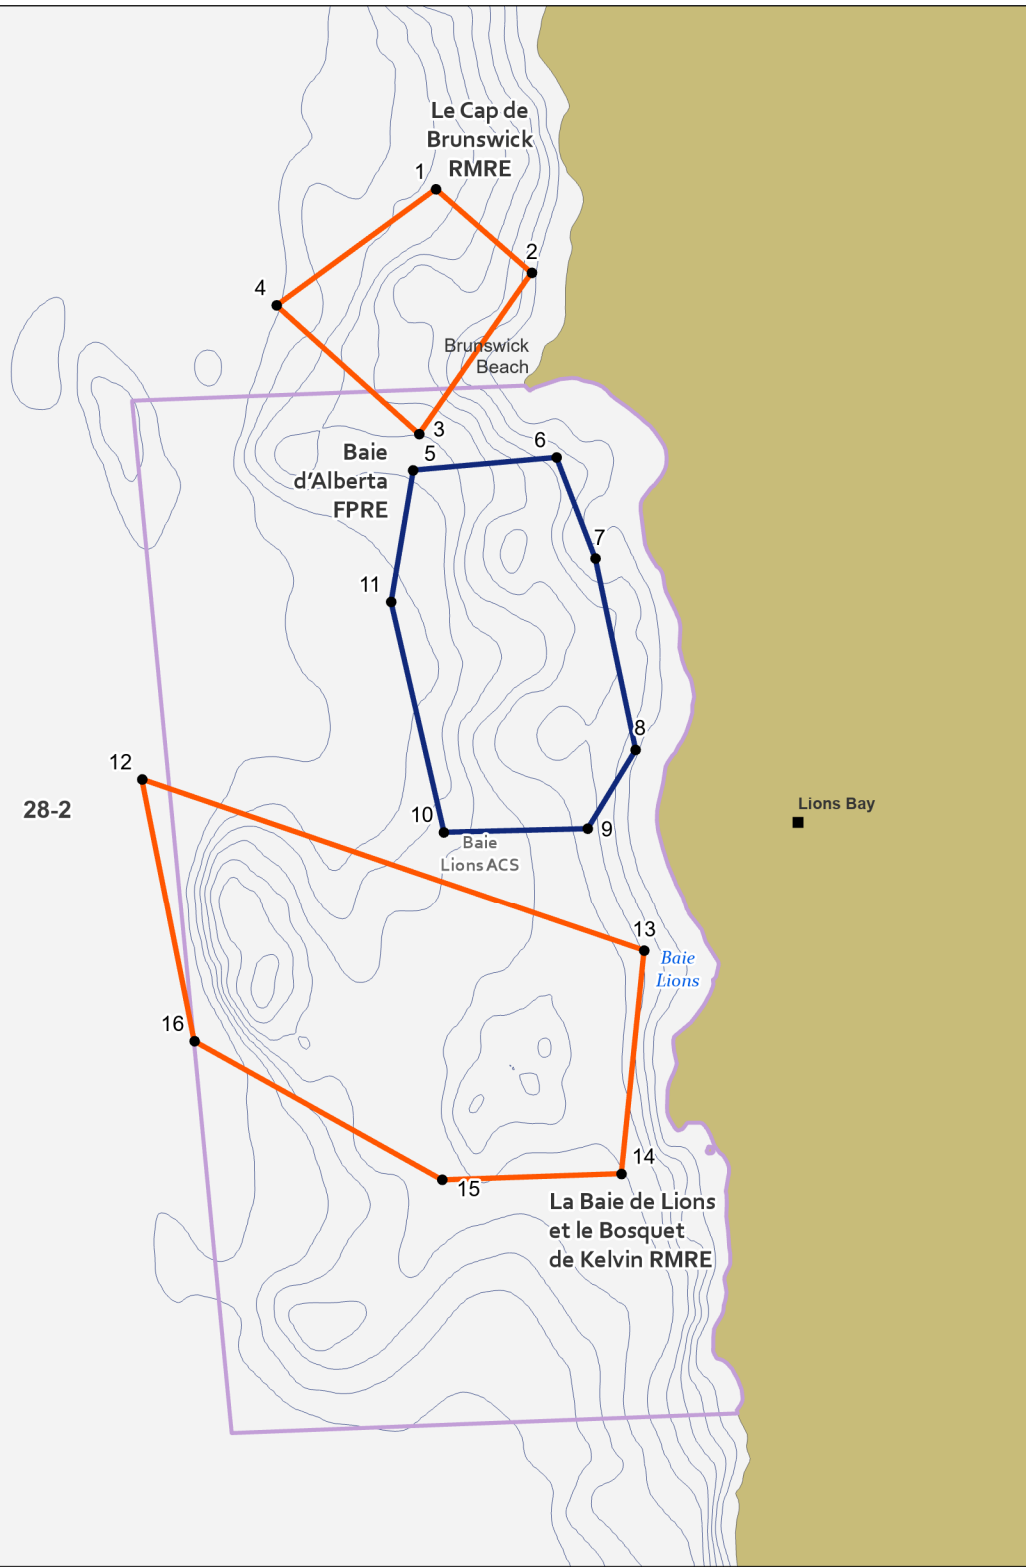 Le Cap de
Brunswick
RMRE
1
2
4
Brunswick
Beach
3
5
6
Baie
d'Alberta
FPRE
7
11
8
12
28-2
Lions Bay
10
9
Baie
Lions ACS
13
Baie
Lions
16
14
15
La Baie de Lions
et le Bosquet
de Kelvin RMRE